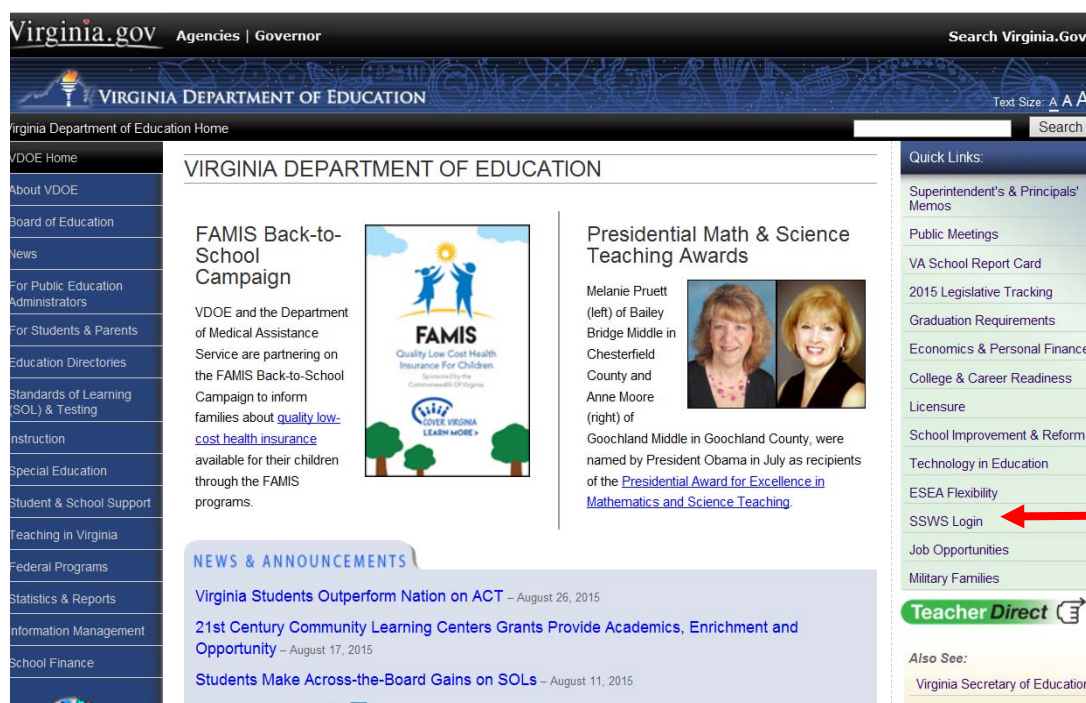 Virginia.gov Agencies | Governor Search Virginia.Gov
VIRGINIA DEPARTMENT OF EDUCATION
Text Size: A A A
Virginia Department of Education Home Search
VDOE Home
About VDOE
Board of Education
News
For Public Education
Administrators
For Students & Parents
Education Directories
Standards of Learning
(SOL) & Testing
Instruction
Special Education
Student & School Support
Teaching in Virginia
Federal Programs
Statistics & Reports
Information Management
School Finance
VIRGINIA DEPARTMENT OF EDUCATION
FAMIS Back-to-
School
Campaign
VDOE and the Department
of Medical Assistance
Service are partnering on
the FAMIS Back-to-School
Campaign to inform
families about quality low-
cost health insurance
available for their children
through the FAMIS
programs.
FAMIS
Quality Low Cost Health
Insurance For Children
Sponsored by the
Commonwealth Of Virginia
COVER VIRGINIA
LEARN MORE>
Presidential Math & Science
Teaching Awards
Melanie Pruett
(left) of Bailey
Bridge Middle in
Chesterfield
County and
Anne Moore
(right) of
Goochland Middle in Goochland County, were
named by President Obama in July as recipients
of the Presidential Award for Excellence in
Mathematics and Science Teaching.
NEWS & ANNOUNCEMENTS
Virginia Students Outperform Nation on ACT – August 26, 2015
21st Century Community Learning Centers Grants Provide Academics, Enrichment and
Opportunity – August 17, 2015
Students Make Across-the-Board Gains on SOLs – August 11, 2015
Quick Links:
Superintendent's & Principals'
Memos
Public Meetings
VA School Report Card
2015 Legislative Tracking
Graduation Requirements
Economics & Personal Finance
College & Career Readiness
Licensure
School Improvement & Reform
Technology in Education
ESEA Flexibility
SSWS Login
Job Opportunities
Military Families
Teacher Direct
Also See:
Virginia Secretary of Education